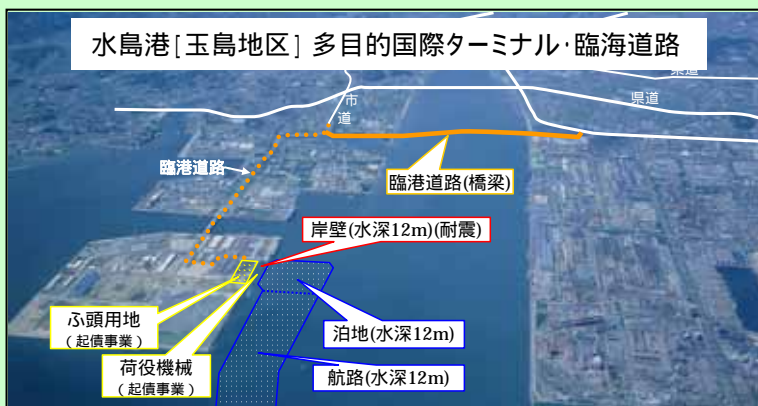 水島港[玉島地区] 多目的国際ターミナル・臨海道路
県道
県道
市道
臨港道路
臨港道路(橋梁)
岸壁(水深12m)(耐震)
ふ頭用地
(起債事業)
泊地(水深12m)
荷役機械
(起債事業)
航路(水深12m)